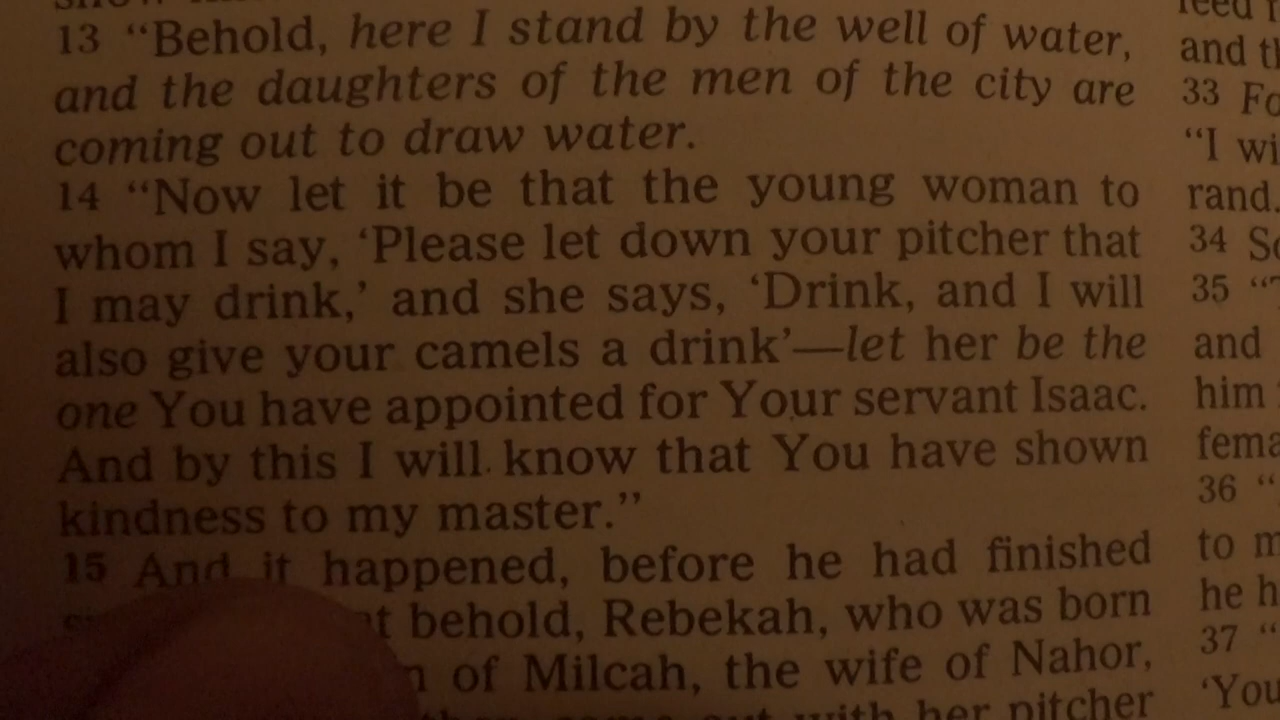 13 “Behold, here I stand by the well of water,
and the daughters of the men of the city are
coming out to draw water.
14 “Now let it be that the young woman to
whom I say, ‘Please let down your pitcher that
I may drink,’ and she says, ‘Drink, and I will
also give your camels a drink’—let her be the
one You have appointed for Your servant Isaac.
And by this I will know that You have shown
kindness to my master.”
15 And it happened, before he had finished
behold, Rebekah, who was born
of Milcah, the wife of Nahor,
came out with her pitcher
and
33
“I
rand.
34
35
and
him
36
to
he
37
‘You